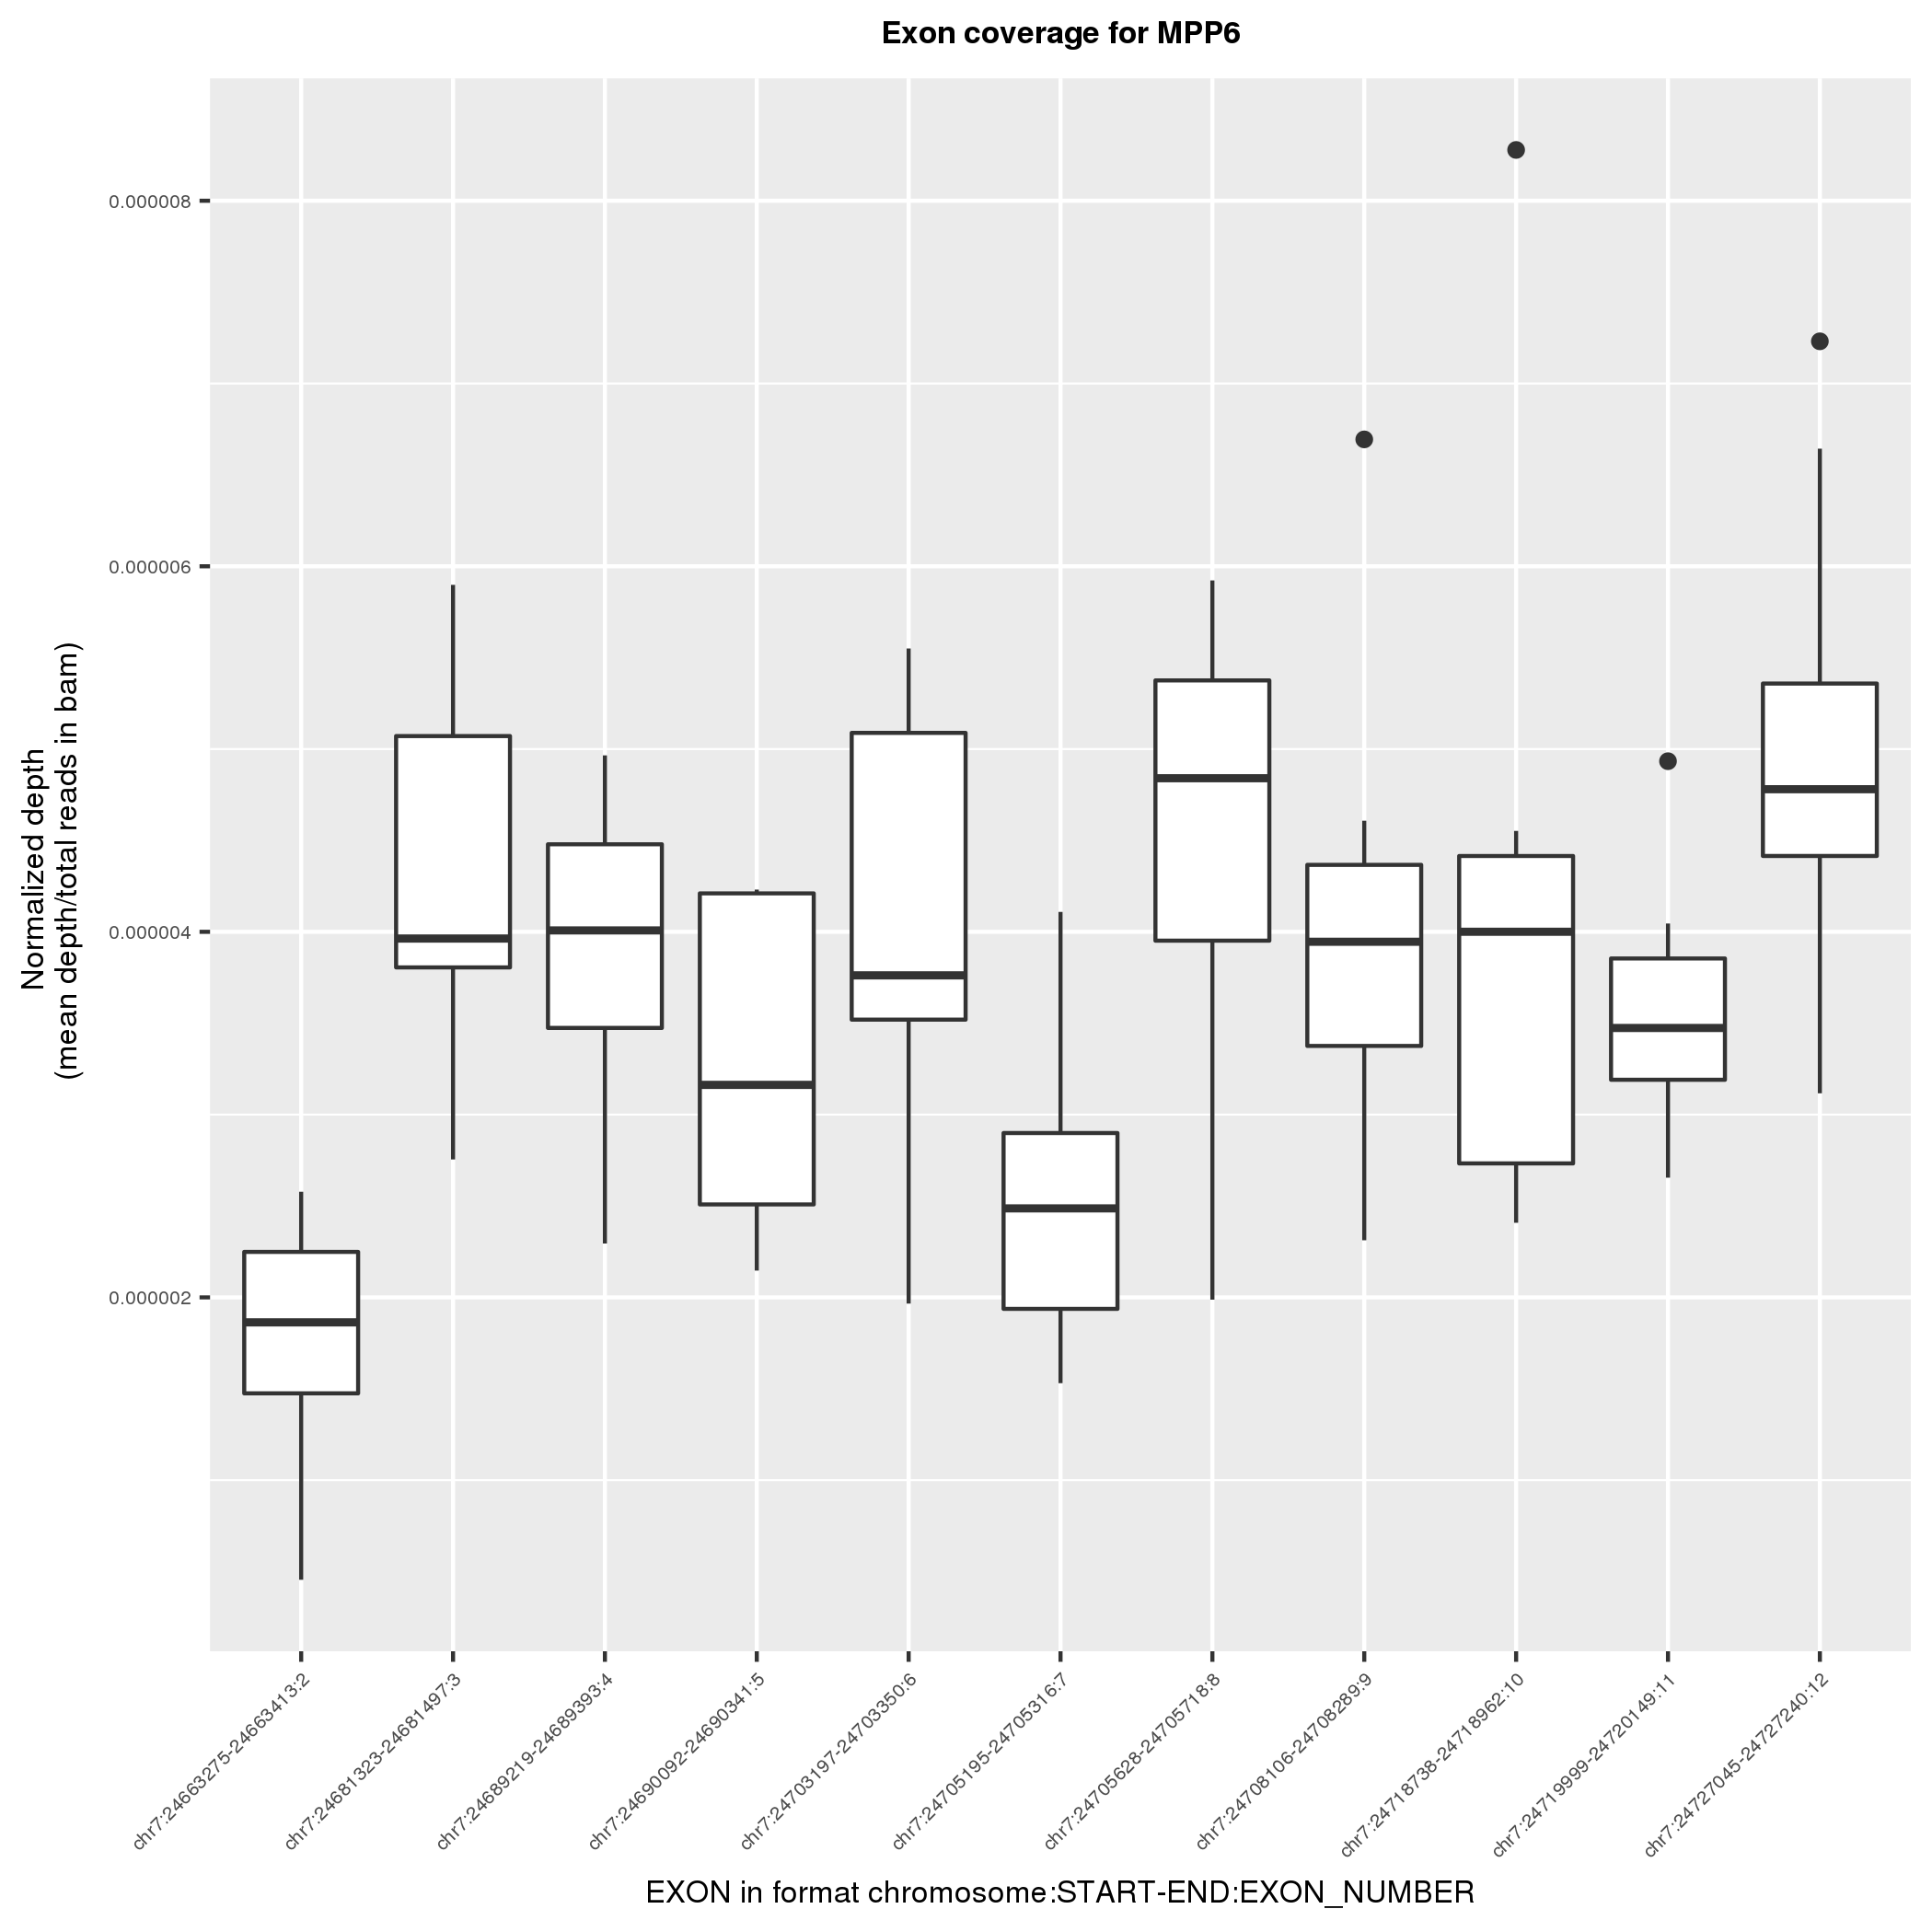 Exon coverage for MPP6
0.000008
0.000006
0.000004
0.000002
Normalized depth
(mean depth/total reads in bam)
chr7:24663275-24663413:2
chr7:24681323-24681497:3
chr7:24689219-24689393:4
chr7:24690092-24690341:5
chr7:24703197-24703350:6
chr7:24705195-24705316:7
chr7:24705628-24705718:8
chr7:24708106-24708289:9
chr7:24718738-24718962:10
chr7:24719999-24720149:11
chr7:24727045-24727240:12
EXON in format chromosome:START-END:EXON_NUMBER